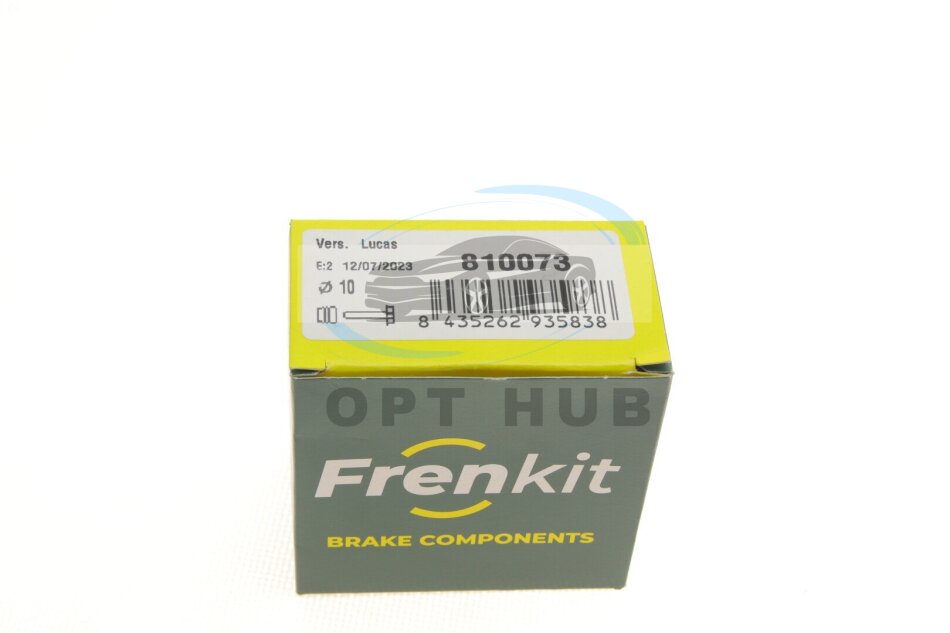 Vers. Lucas
E:2 12/07/2023
810073
Ø 10
8 435262 935838
OPT HUB
Frenkit
BRAKE COMPONENTS